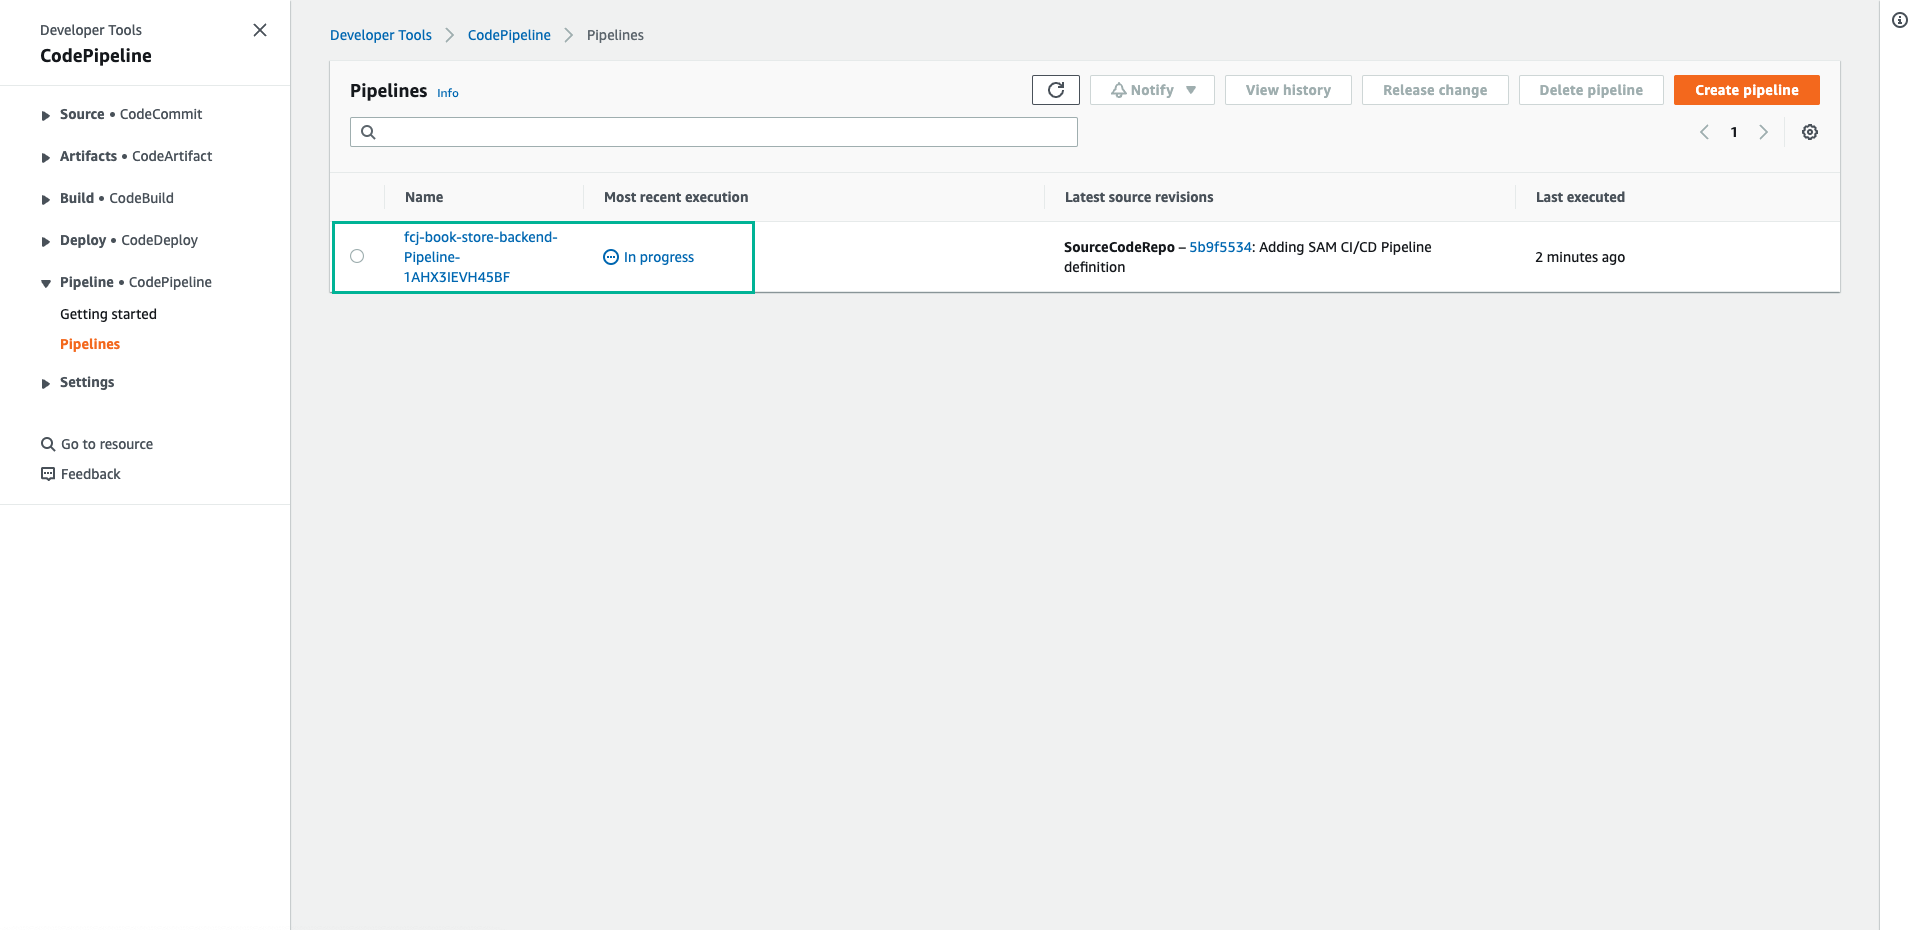 Developer Tools
CodePipeline
Source • CodeCommit
Artifacts • CodeArtifact
Build • CodeBuild
Deploy • CodeDeploy
Pipeline • CodePipeline
Getting started
Pipelines
Settings
Go to resource
Feedback
Developer Tools > CodePipeline > Pipelines
Pipelines Info
Notify
View history
Release change
Delete pipeline
Create pipeline
1
Name Most recent execution Latest source revisions Last executed
fcj-book-store-backend-
Pipeline-
1AHX3IEVH45BF
In progress
SourceCodeRepo – 5b9f5534: Adding SAM CI/CD Pipeline
definition
2 minutes ago